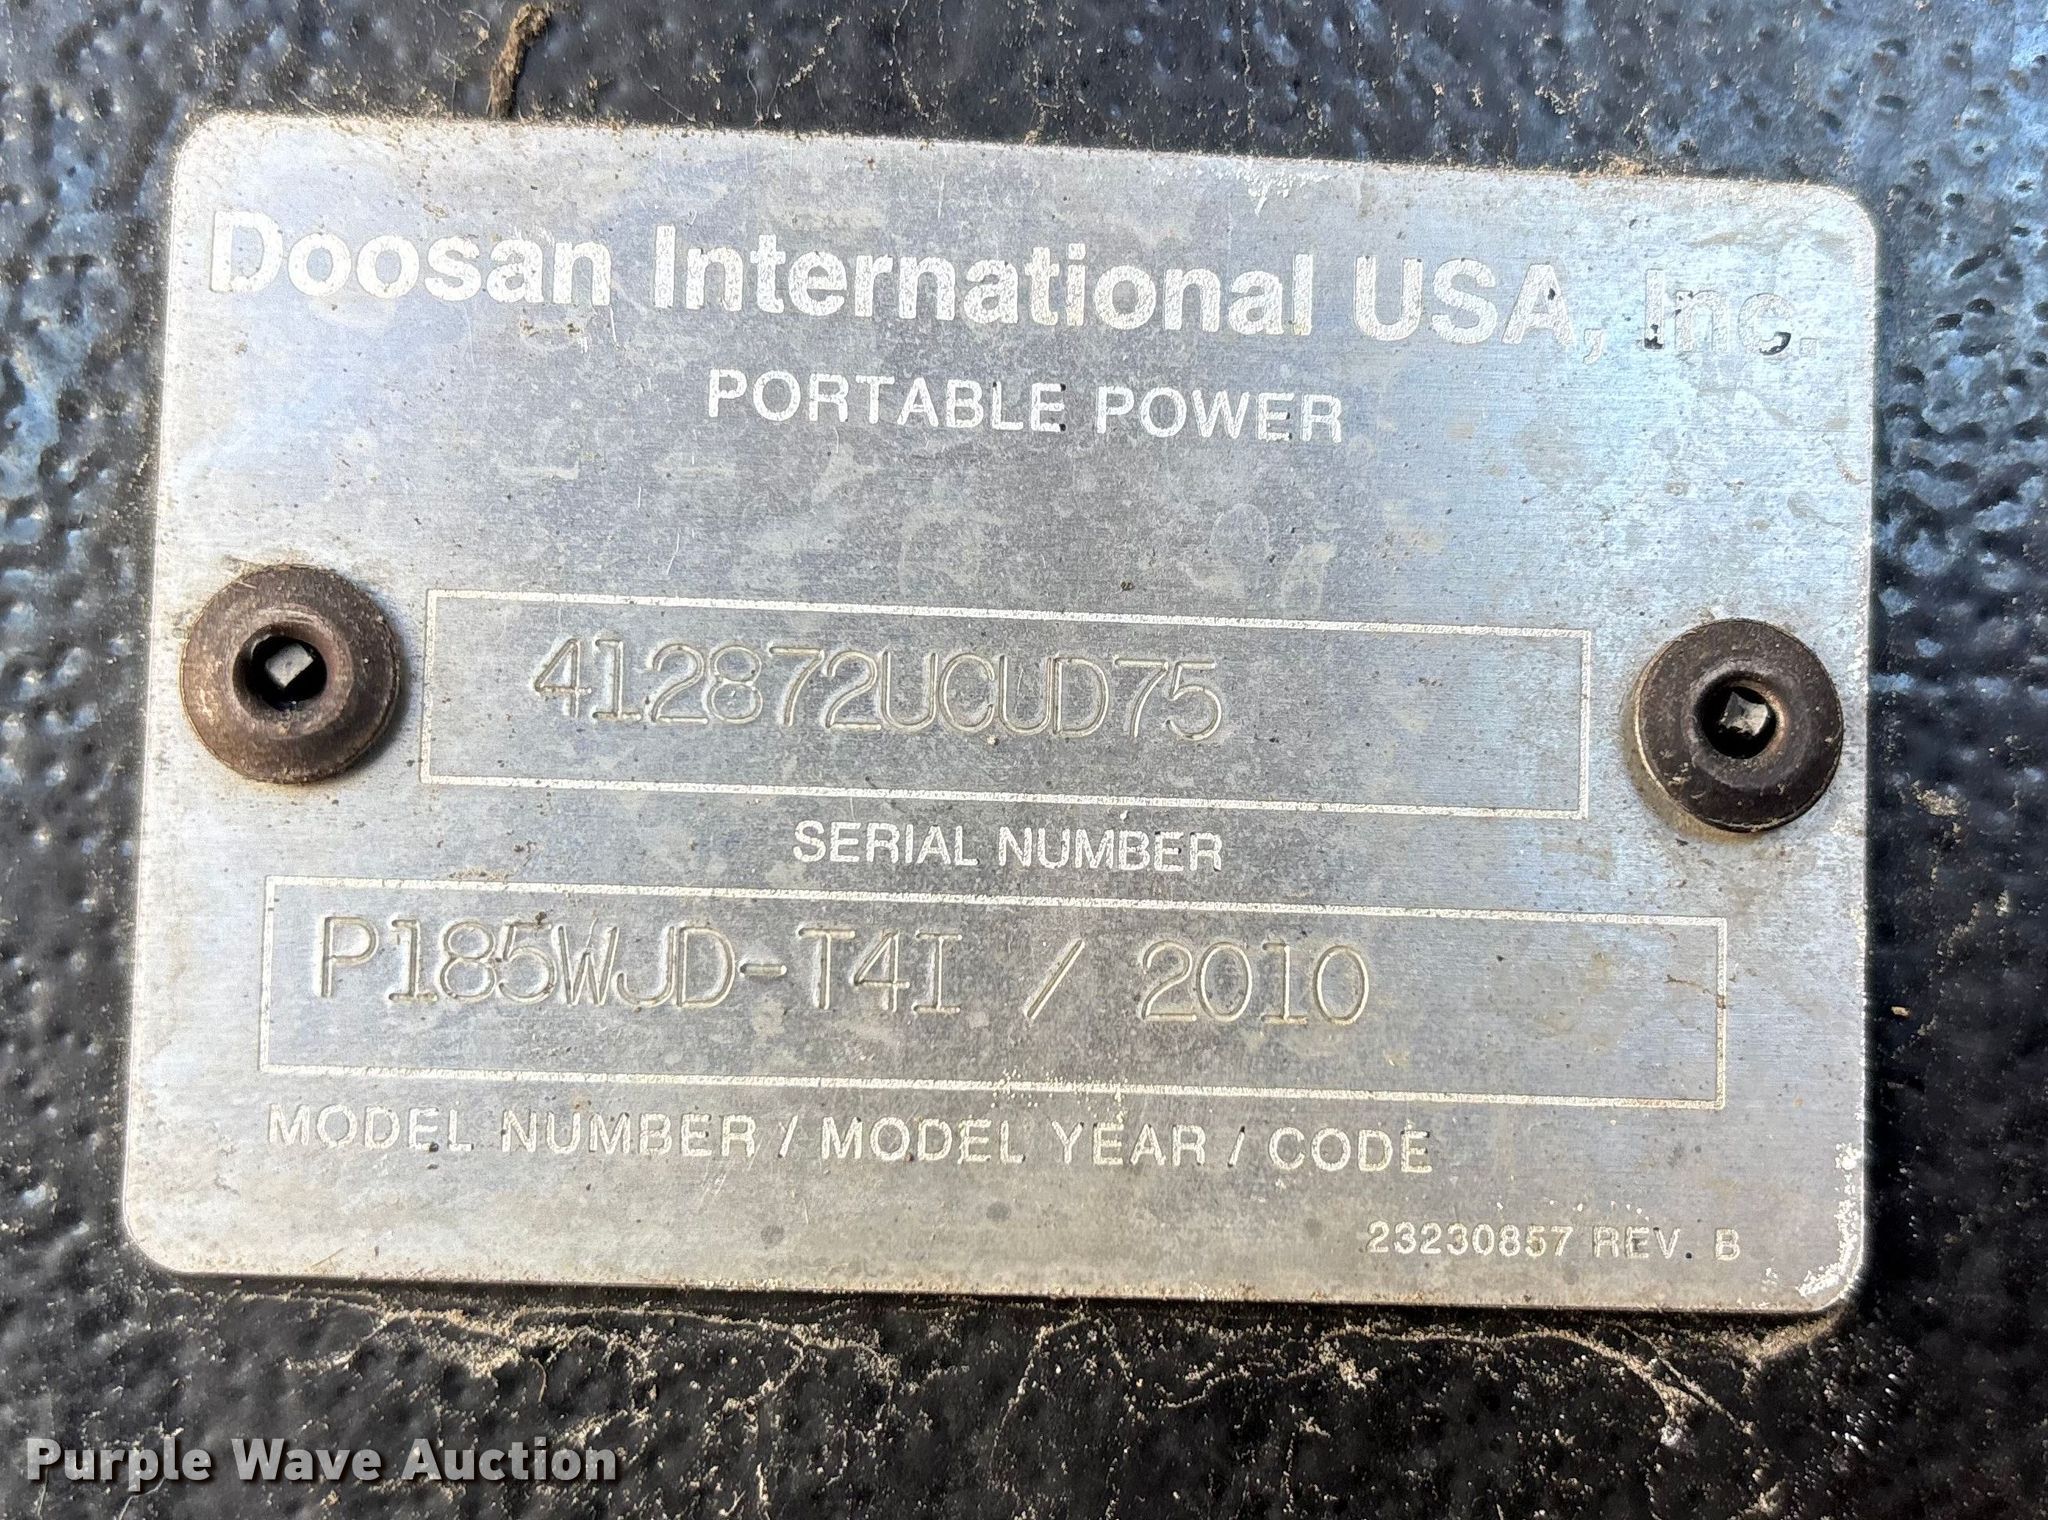 Doosan International USA, Inc.
PORTABLE POWER
412872UCUD75
SERIAL NUMBER
P185WJD-T4I / 2010
MODEL NUMBER / MODEL YEAR / CODE
23230857 REV. B
Purple Wave Auction